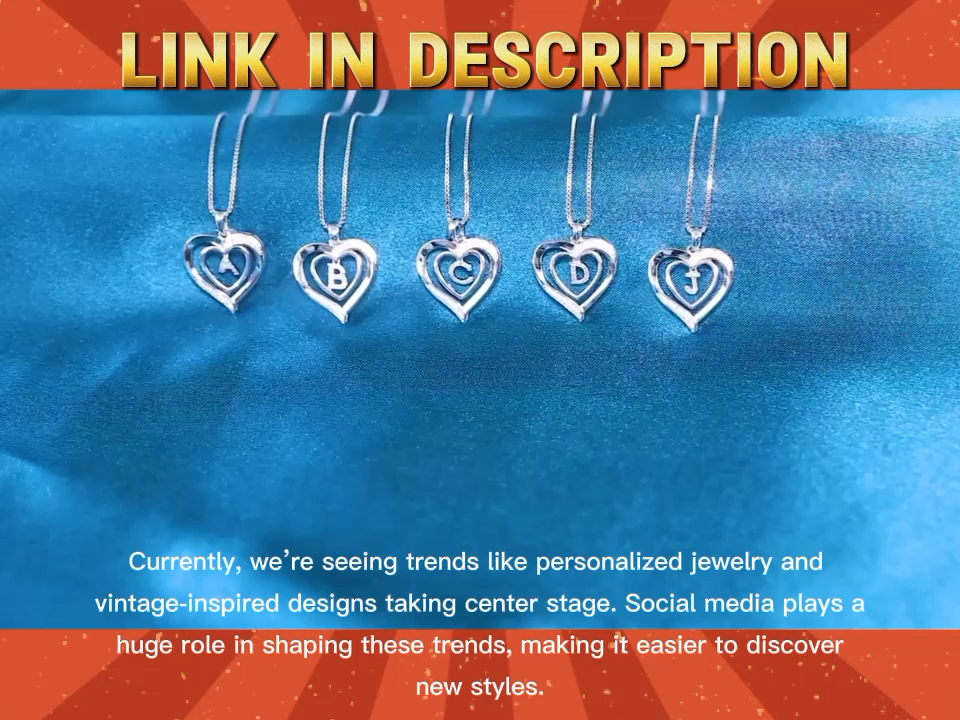 LINK IN DESCRIPTION
A B C D J
Currently, we’re seeing trends like personalized jewelry and
vintage-inspired designs taking center stage. Social media plays a
huge role in shaping these trends, making it easier to discover
new styles.